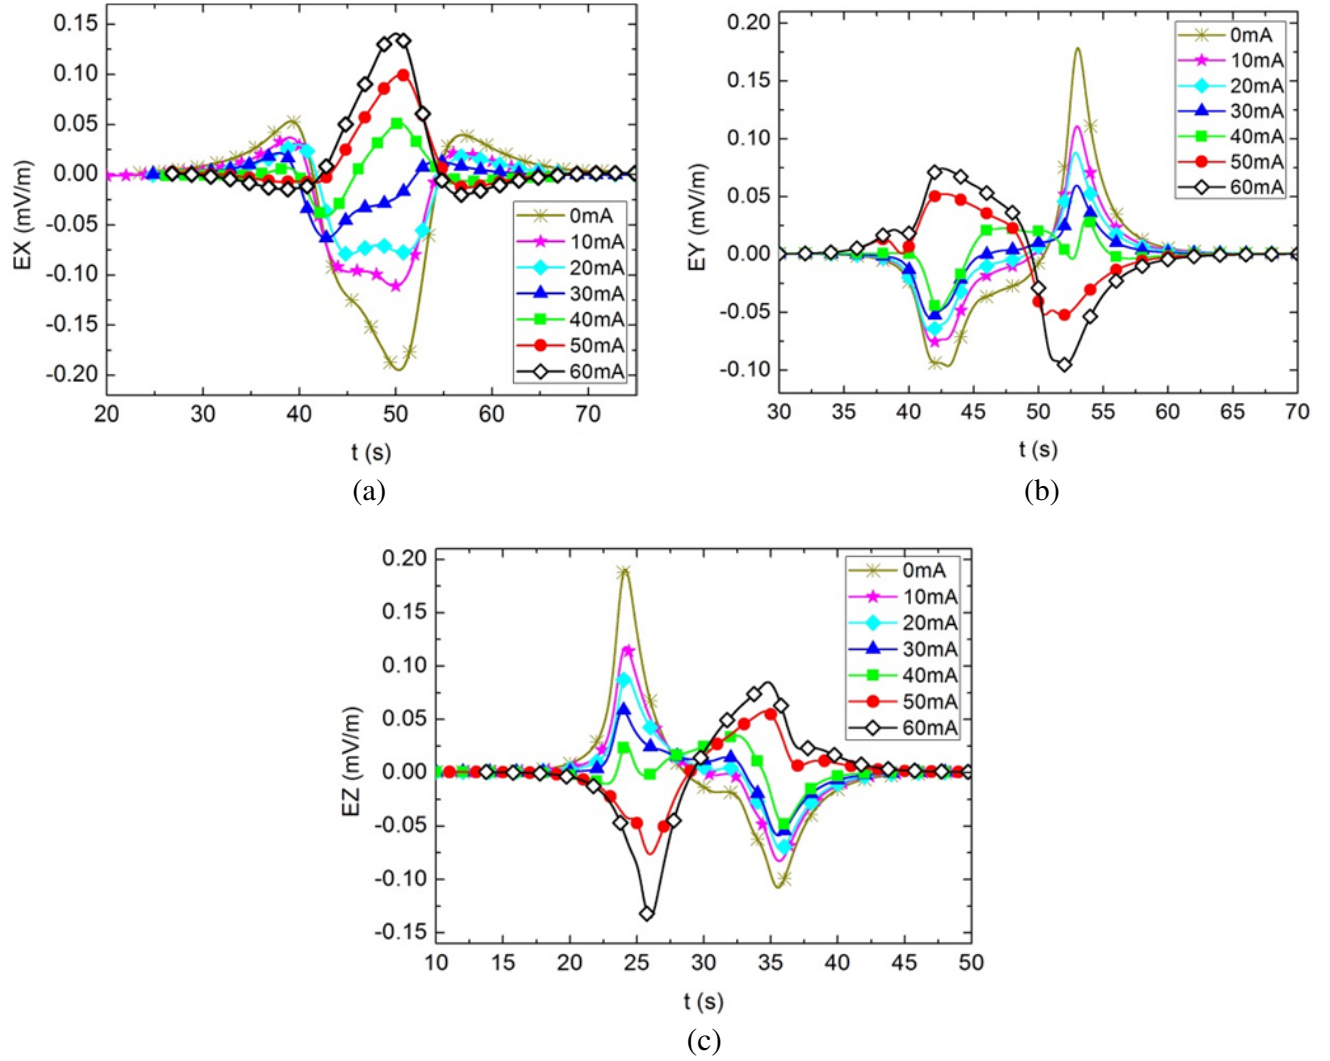 0.15
0.10
0.05
0.00
-0.05
-0.10
-0.15
-0.20
EX (mV/m)
20 30 40 50 60 70
t (s)
0mA
10mA
20mA
30mA
40mA
50mA
60mA
(a)
0.20
0.15
0.10
0.05
0.00
-0.05
-0.10
EY (mV/m)
30 35 40 45 50 55 60 65 70
t (s)
0mA
10mA
20mA
30mA
40mA
50mA
60mA
(b)
0.20
0.15
0.10
0.05
0.00
-0.05
-0.10
-0.15
EZ (mV/m)
10 15 20 25 30 35 40 45 50
t (s)
0mA
10mA
20mA
30mA
40mA
50mA
60mA
(c)